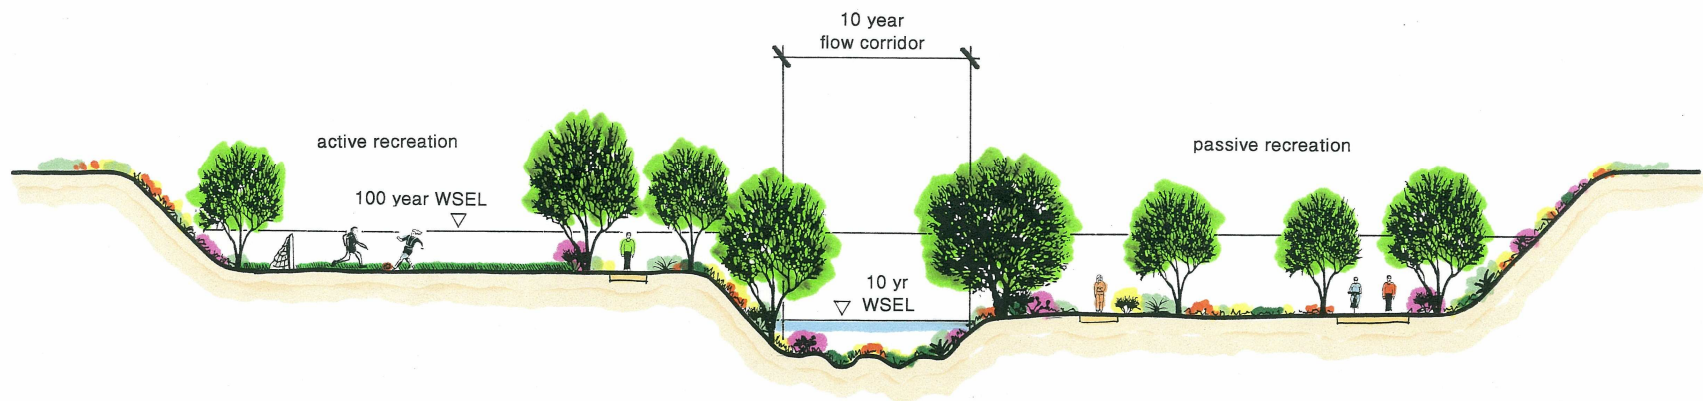 10 year
flow corridor
active recreation
passive recreation
100 year WSEL
10 yr
WSEL